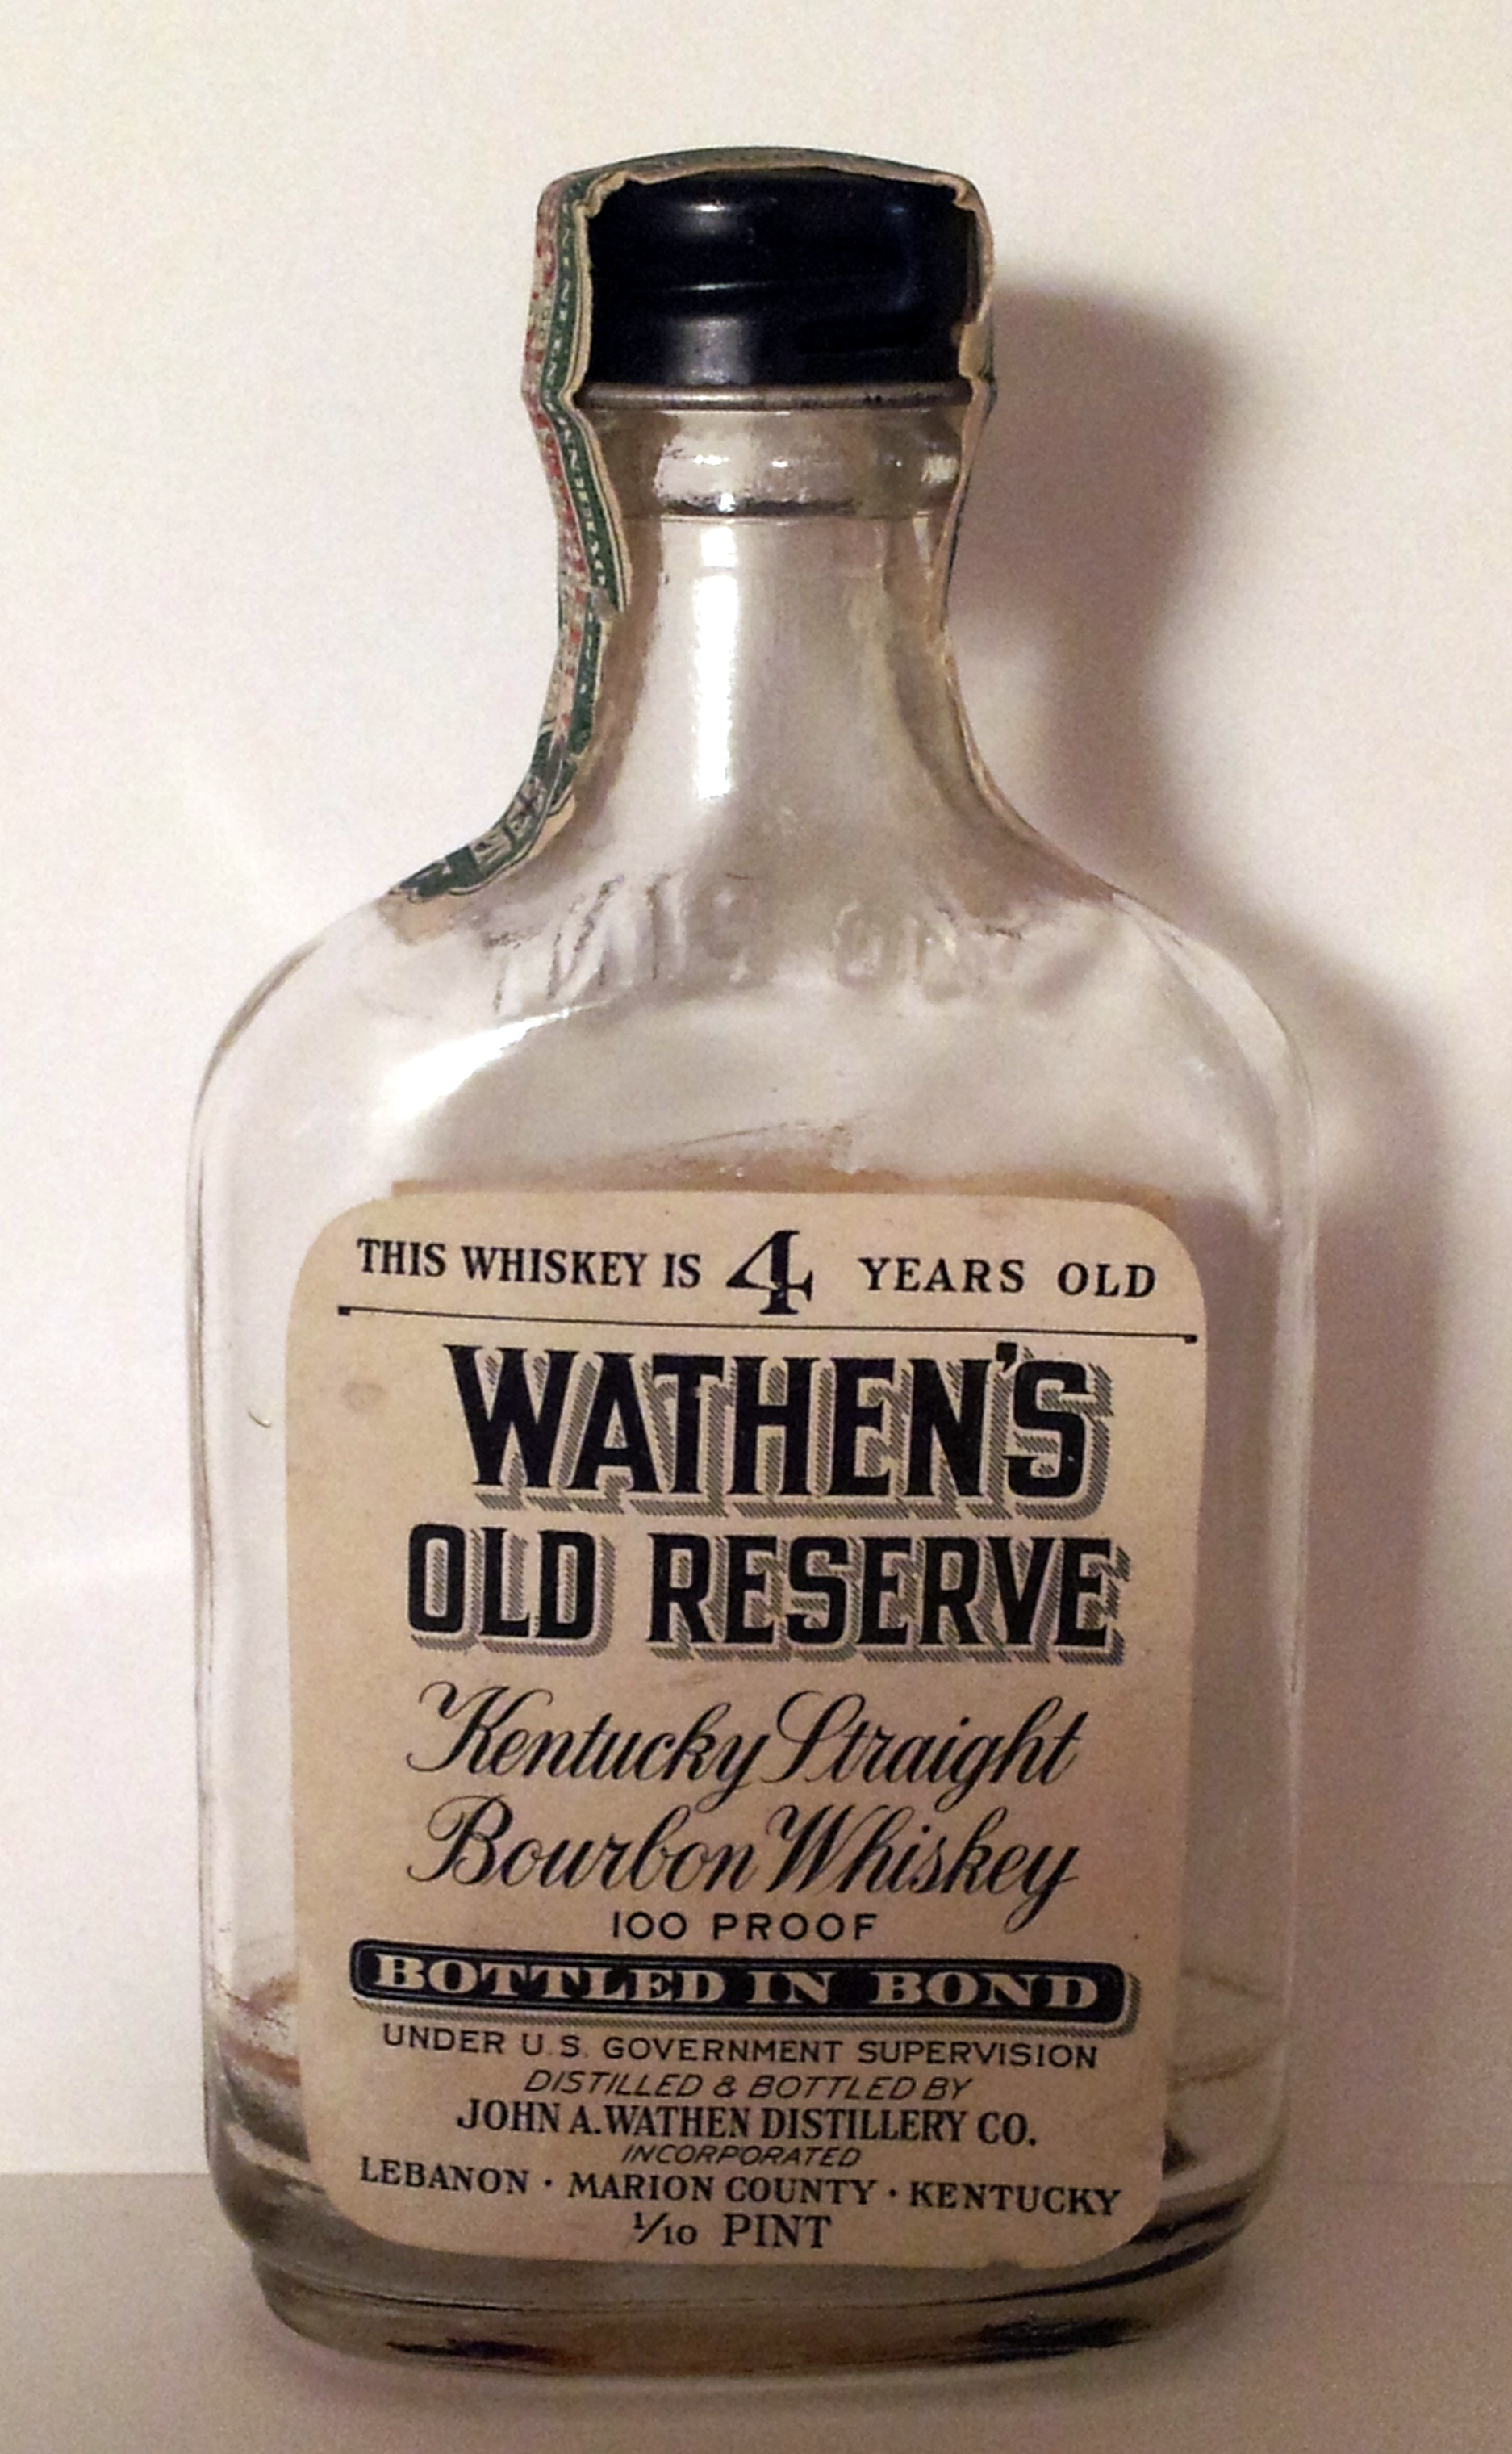 THIS WHISKEY IS 4 YEARS OLD
WATHEN'S
OLD RESERVE
Kentucky Straight
Bourbon Whiskey
100 PROOF
BOTTLED IN BOND
UNDER U.S. GOVERNMENT SUPERVISION
DISTILLED & BOTTLED BY
JOHN A. WATHEN DISTILLERY CO.
INCORPORATED
LEBANON · MARION COUNTY · KENTUCKY
1/10 PINT